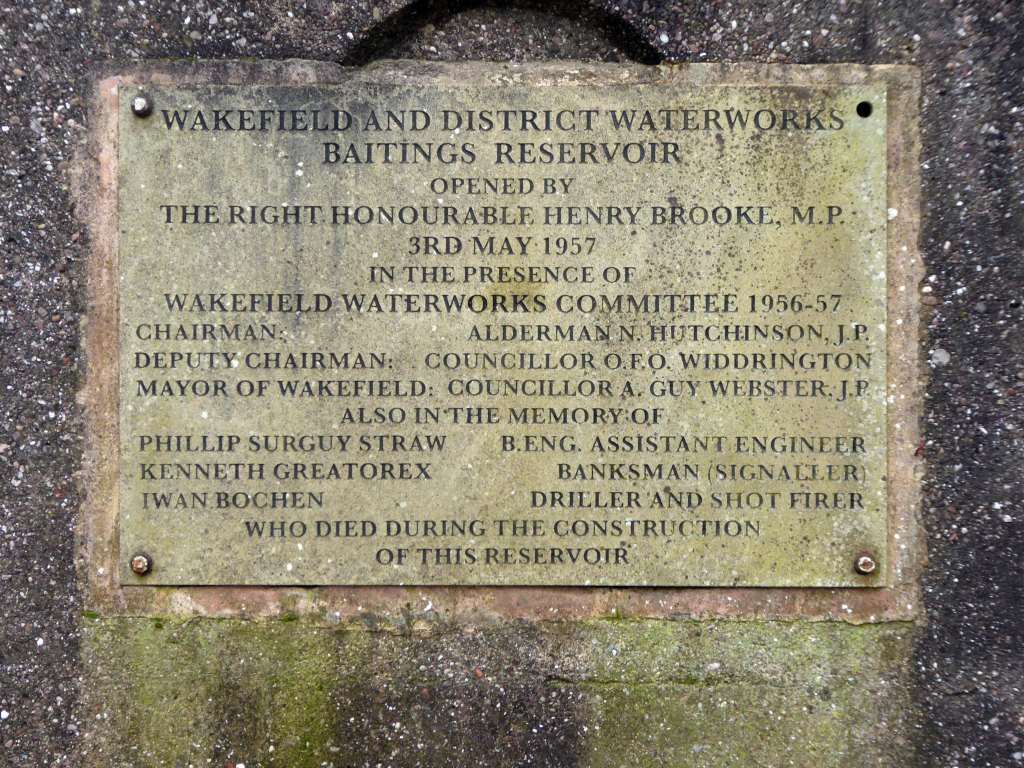 WAKEFIELD AND DISTRICT WATERWORKS
BAITINGS RESERVOIR
OPENED BY
THE RIGHT HONOURABLE HENRY BROOKE, M.P.
3RD MAY 1957
IN THE PRESENCE OF
WAKEFIELD WATERWORKS COMMITTEE 1956-57
CHAIRMAN: ALDERMAN N. HUTCHINSON, J.P.
DEPUTY CHAIRMAN: COUNCILLOR O.F.O. WIDDRINGTON
MAYOR OF WAKEFIELD: COUNCILLOR A. GUY WEBSTER, J.P.
ALSO IN THE MEMORY OF
PHILLIP SURGUY STRAW B.ENG. ASSISTANT ENGINEER
KENNETH GREATOREX BANKSMAN (SIGNALLER)
IWAN BOCHEN DRILLER AND SHOT FIRER
WHO DIED DURING THE CONSTRUCTION
OF THIS RESERVOIR